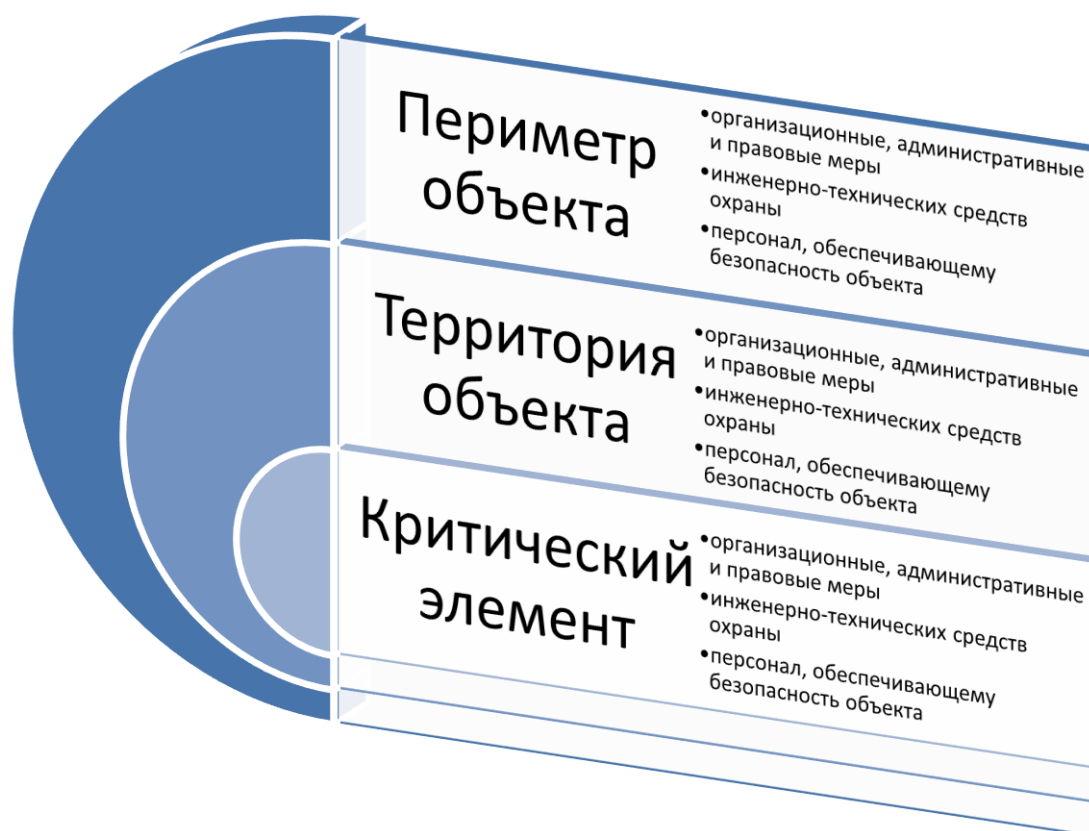 Периметр
объекта
•организационные, административные
и правовые меры
•инженерно-технических средств
охраны
•персонал, обеспечивающему
безопасность объекта
Территория
объекта
•организационные, административные
и правовые меры
•инженерно-технических средств
охраны
•персонал, обеспечивающему
безопасность объекта
Критический
элемент
•организационные, административные
и правовые меры
•инженерно-технических средств
охраны
•персонал, обеспечивающему
безопасность объекта